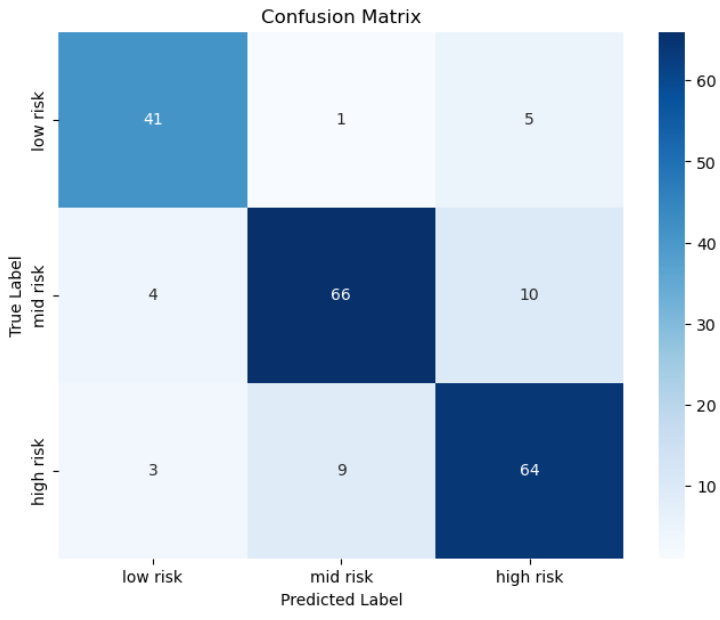 Confusion Matrix
low risk
41
1
5
mid risk
4
66
10
high risk
3
9
64
True Label
low risk
mid risk
high risk
Predicted Label
60
50
40
30
20
10